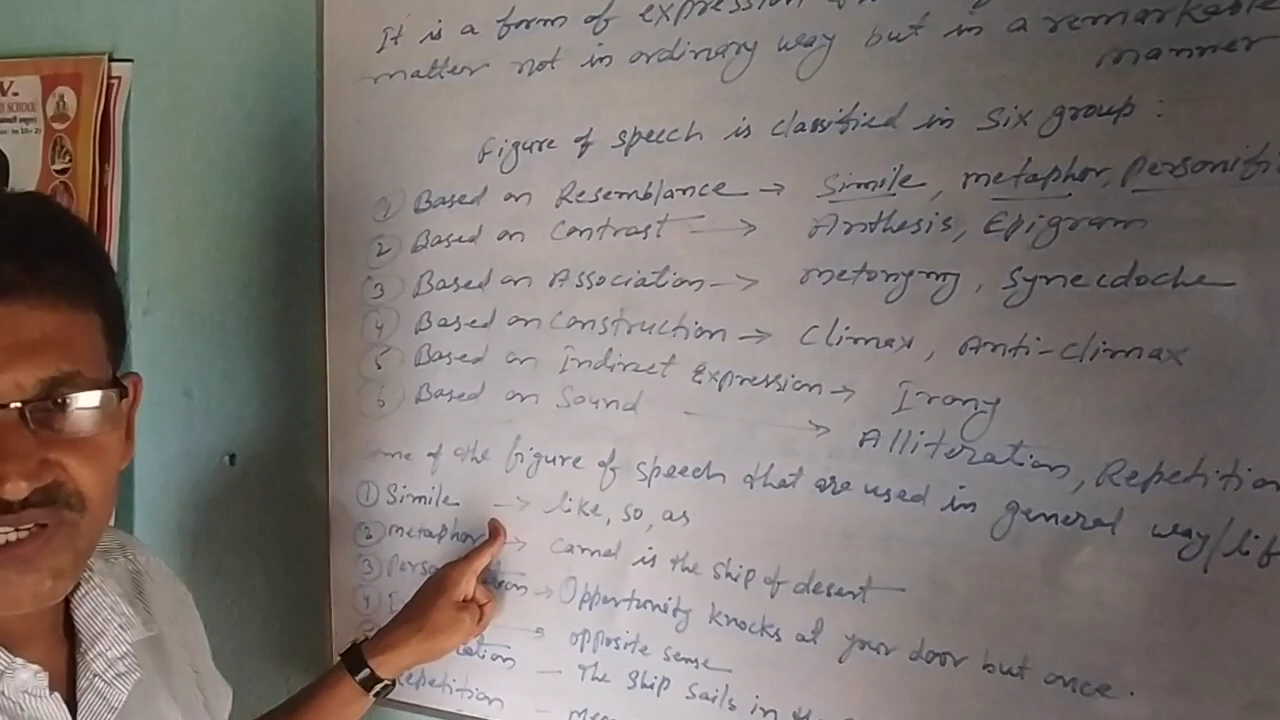 V.
SCHOOL
It is a form of expression
matter not in ordinary way but in a remarkable
manner
Figure of speech is classified in Six group :
① Based on Resemblance → Simile, metaphor, Personifi
② Based on Contrast → Anthesis, Epigram
③ Based on Association → metonymy, Synecdoche
④ Based on Construction → Climax, Anti-climax
⑤ Based on Indirect Expression → Irony
⑥ Based on Sound → Alliteration, Repetition
ome of the figure of speech that are used in general way/lif
① Simile → like, so, as
② metaphor → camel is the ship of desert
③ Perso ation → Opportunity knocks at your door but once.
④ I → opposite sense
ation - The Ship Sails in
Repetition -